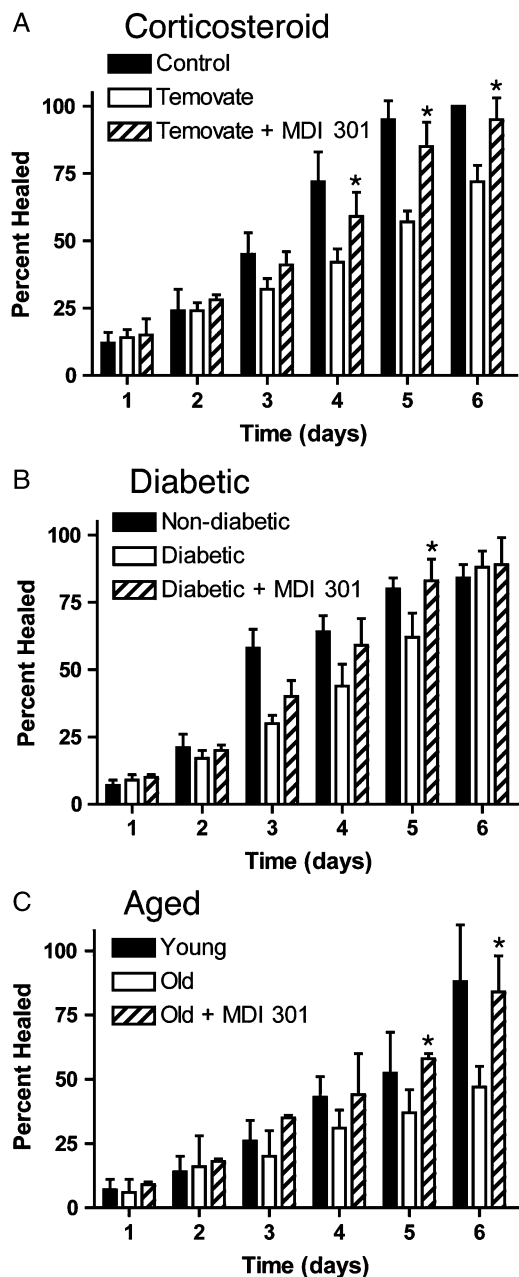 A
Corticosteroid
Control
Temovate
Temovate + MDI 301
100
75
50
25
0
Percent Healed
* * *
1 2 3 4 5 6
Time (days)
B
Diabetic
Non-diabetic
Diabetic
Diabetic + MDI 301
100
75
50
25
0
Percent Healed
*
1 2 3 4 5 6
Time (days)
C
Aged
Young
Old
Old + MDI 301
100
75
50
25
0
Percent Healed
* *
1 2 3 4 5 6
Time (days)